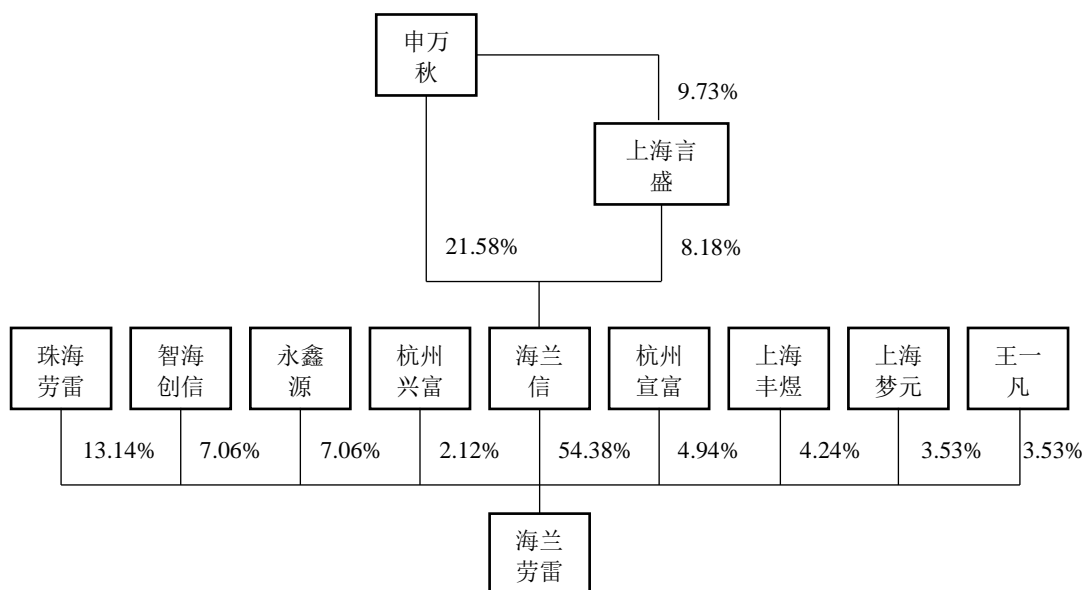 申万
秋
9.73%
上海言
盛
21.58%
8.18%
珠海
劳雷
智海
创信
永鑫
源
杭州
兴富
海兰
信
杭州
宣富
上海
丰煜
上海
梦元
王一
凡
13.14%
7.06%
7.06%
2.12%
54.38%
4.94%
4.24%
3.53%
3.53%
海兰
劳雷